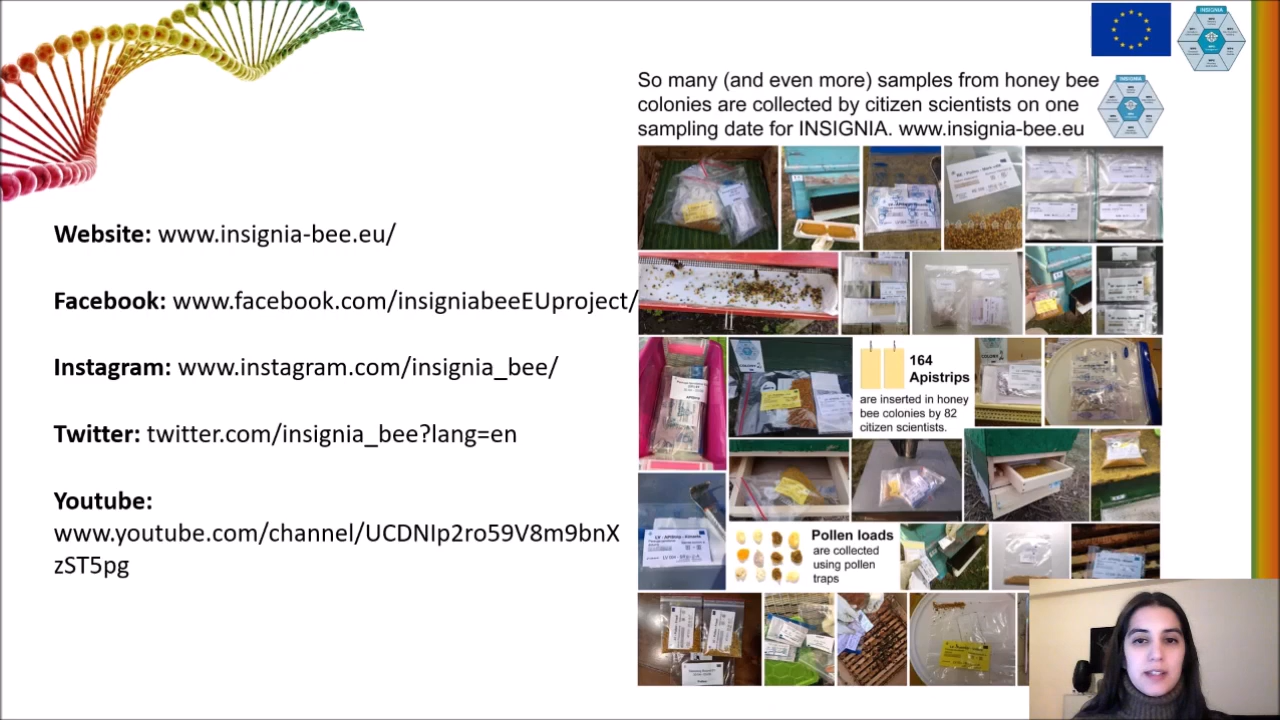 INSIGNIA
So many (and even more) samples from honey bee
colonies are collected by citizen scientists on one
sampling date for INSIGNIA. www.insignia-bee.eu
INSIGNIA
Website: www.insignia-bee.eu/
Facebook: www.facebook.com/insigniabeeEUproject/
Instagram: www.instagram.com/insignia_bee/
Twitter: twitter.com/insignia_bee?lang=en
Youtube:
www.youtube.com/channel/UCDNIp2ro59V8m9bnX
zST5pg
164
Apistrips
are inserted in honey
bee colonies by 82
citizen scientists.
Pollen loads
are collected
using pollen
traps